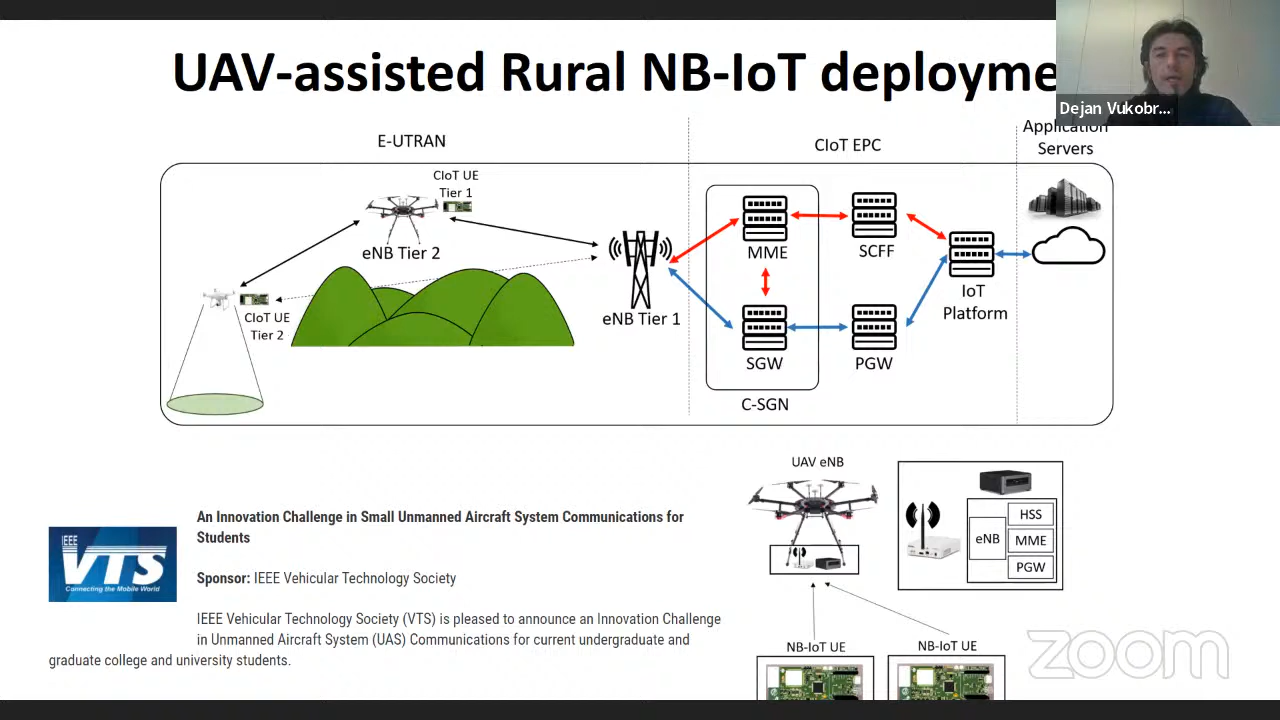 UAV-assisted Rural NB-IoT deployme
Dejan Vukobr...
E-UTRAN
CIoT EPC
Application
Servers
CIoT UE
Tier 1
eNB Tier 2
CIoT UE
Tier 2
eNB Tier 1
MME
SCFF
IoT
Platform
SGW
PGW
C-SGN
An Innovation Challenge in Small Unmanned Aircraft System Communications for
Students
Sponsor: IEEE Vehicular Technology Society
IEEE Vehicular Technology Society (VTS) is pleased to announce an Innovation Challenge
in Unmanned Aircraft System (UAS) Communications for current undergraduate and
graduate college and university students.
IEEE
VTS
Connecting the Mobile World
UAV eNB
eNB
HSS
MME
PGW
NB-IoT UE
NB-IoT UE
zoom